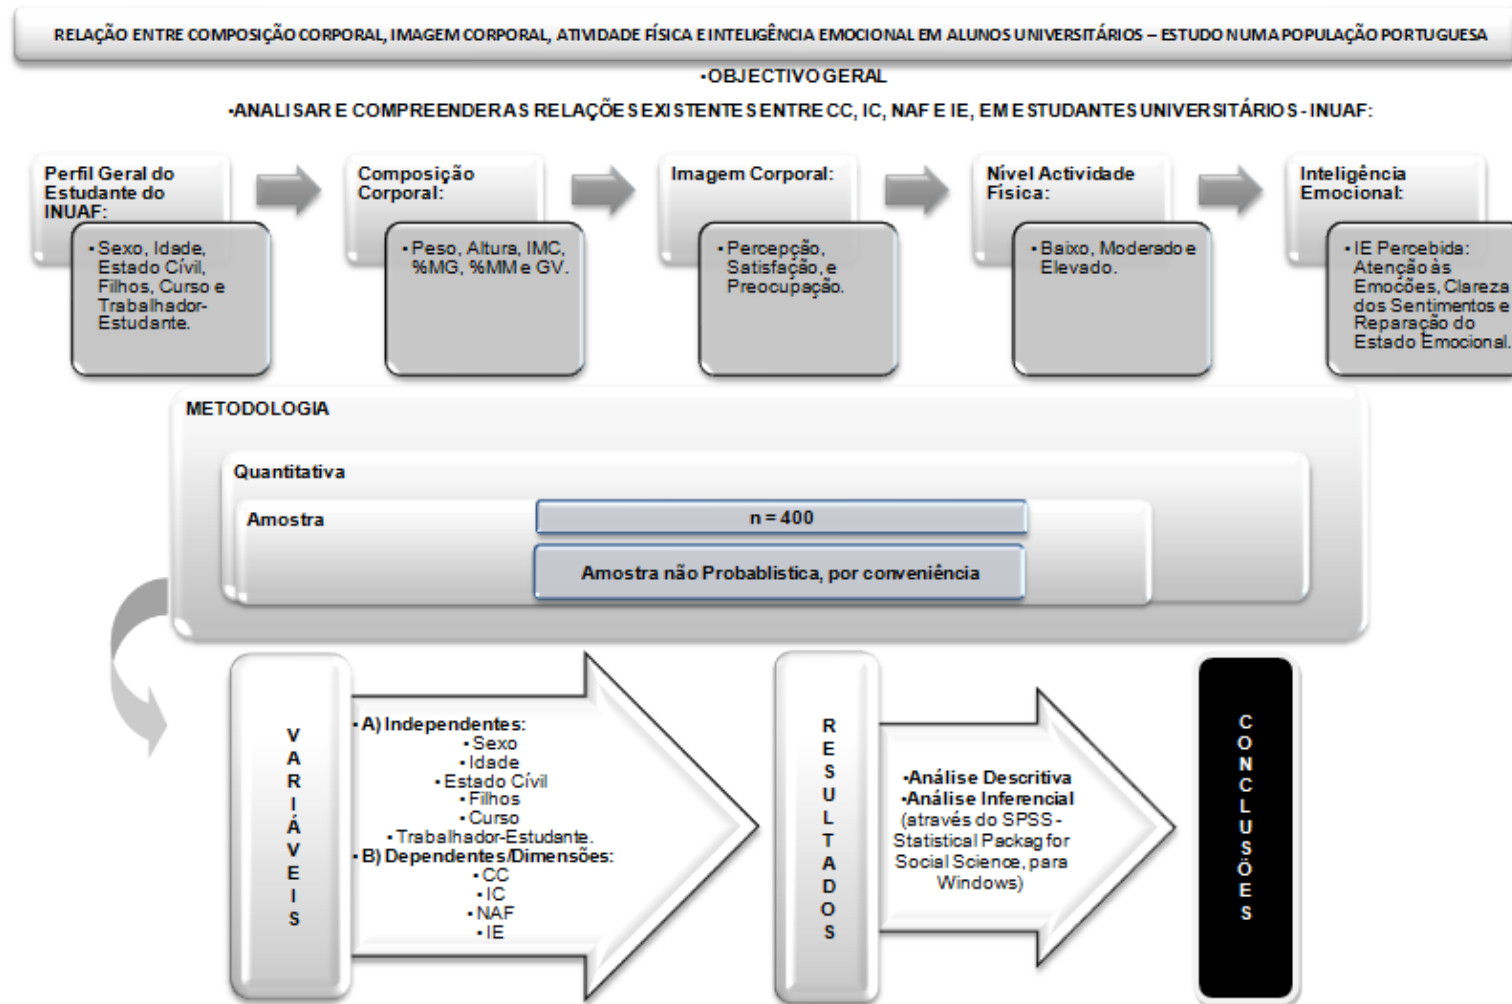 RELAÇÃO ENTRE COMPOSIÇÃO CORPORAL, IMAGEM CORPORAL, ATIVIDADE FÍSICA E INTELIGÊNCIA EMOCIONAL EM ALUNOS UNIVERSITÁRIOS – ESTUDO NUMA POPULAÇÃO PORTUGUESA
•OBJECTIVO GERAL
•ANALISAR E COMPREENDER AS RELAÇÕES EXISTENTES ENTRE CC, IC, NAF E IE, EM ESTUDANTES UNIVERSITÁRIOS - INUAF:
Perfil Geral do
Estudante do
INUAF:
• Sexo, Idade,
Estado Cívil,
Filhos, Curso e
Trabalhador-
Estudante.
Composição
Corporal:
• Peso, Altura, IMC,
%MG, %MM e GV.
Imagem Corporal:
• Percepção,
Satisfação, e
Preocupação.
Nível Actividade
Física:
• Baixo, Moderado e
Elevado.
Inteligência
Emocional:
• IE Percebida:
Atenção às
Emocões, Clareza
dos Sentimentos e
Reparação do
Estado Emocional.
METODOLOGIA
Quantitativa
Amostra
n = 400
Amostra não Probablistica, por conveniência
VARIÁVEIS
• A) Independentes:
• Sexo
• Idade
• Estado Cívil
• Filhos
• Curso
• Trabalhador-Estudante.
• B) Dependentes/Dimensões:
• CC
• IC
• NAF
• IE
RESULTADOS
•Análise Descritiva
•Análise Inferencial
(através do SPSS -
Statistical Packag for
Social Science, para
Windows)
CONCLUSÖES